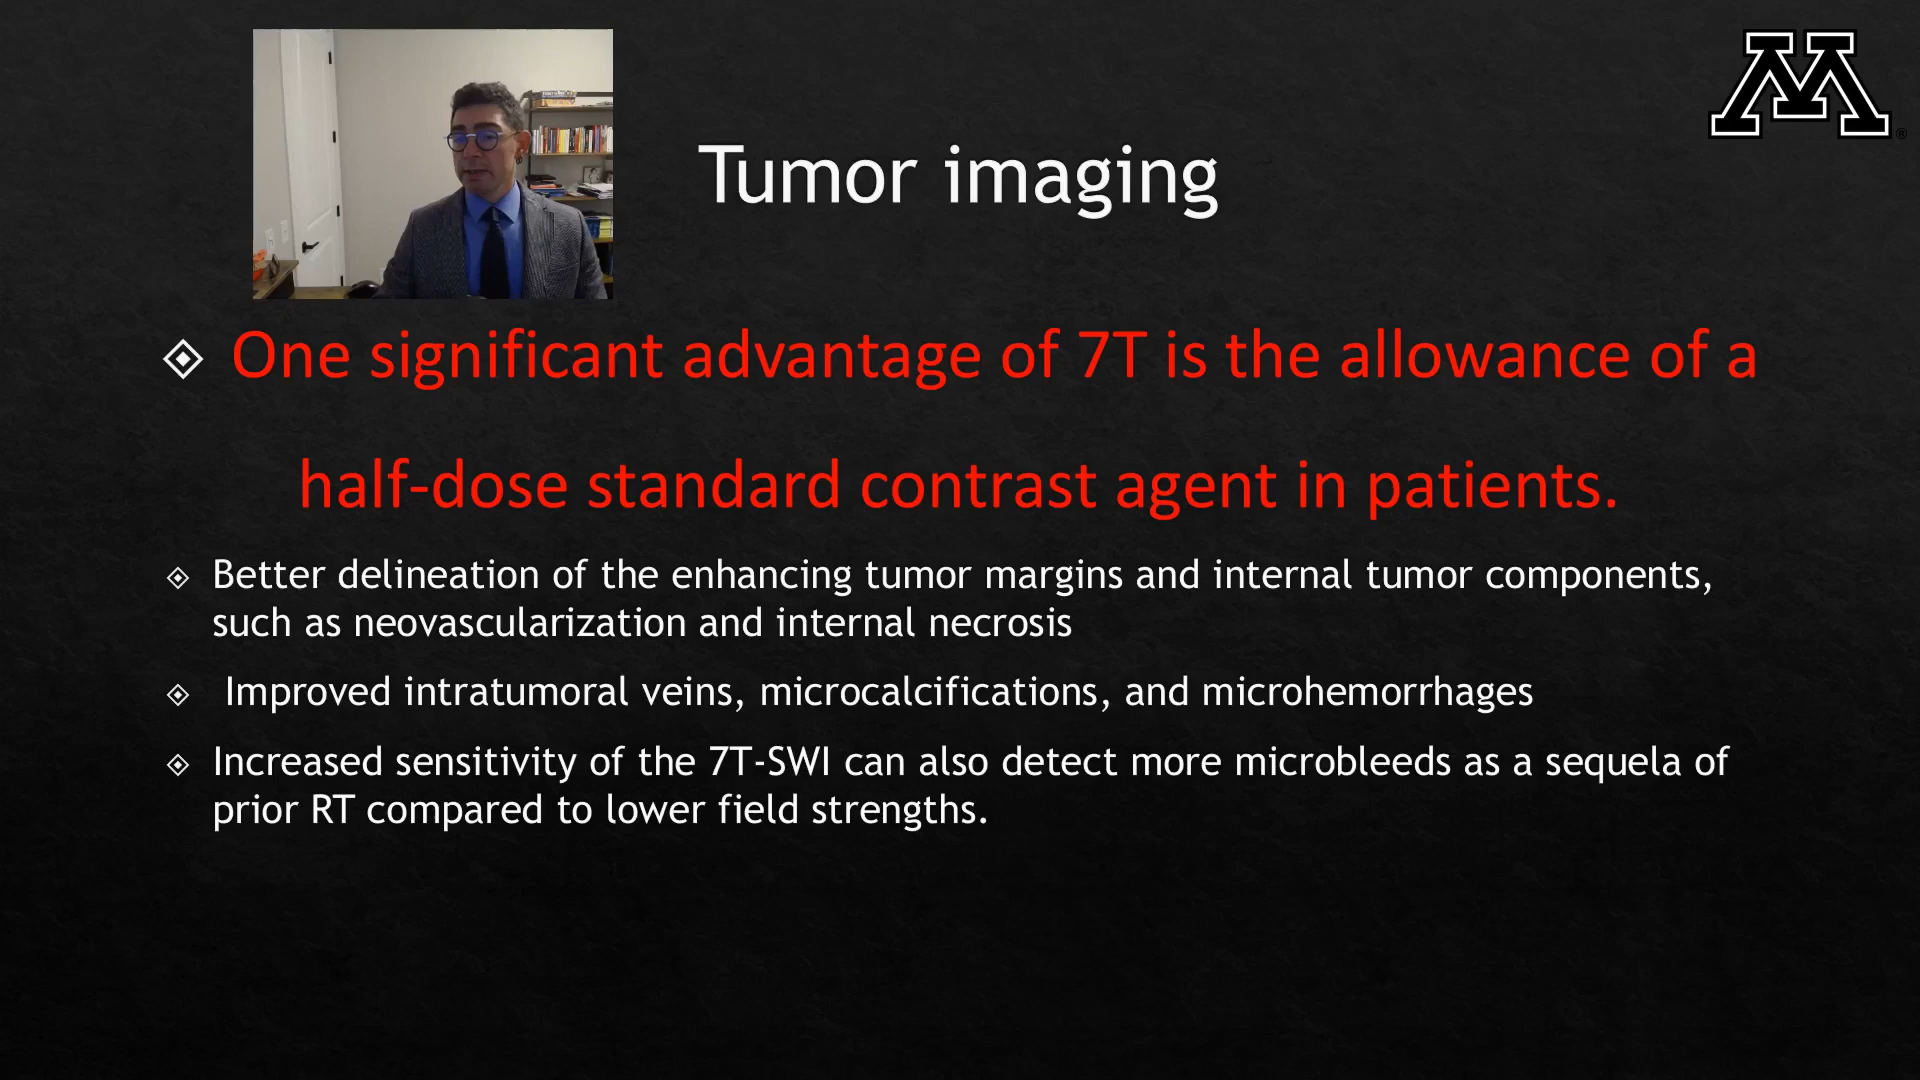 M
Tumor imaging
One significant advantage of 7T is the allowance of a
half-dose standard contrast agent in patients.
Better delineation of the enhancing tumor margins and internal tumor components,
such as neovascularization and internal necrosis
Improved intratumoral veins, microcalcifications, and microhemorrhages
Increased sensitivity of the 7T-SWI can also detect more microbleeds as a sequela of
prior RT compared to lower field strengths.